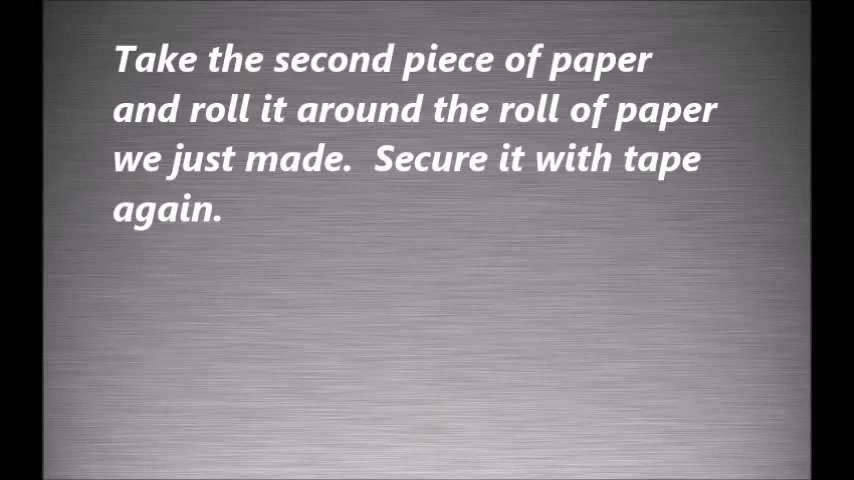 Take the second piece of paper
and roll it around the roll of paper
we just made.  Secure it with tape
again.